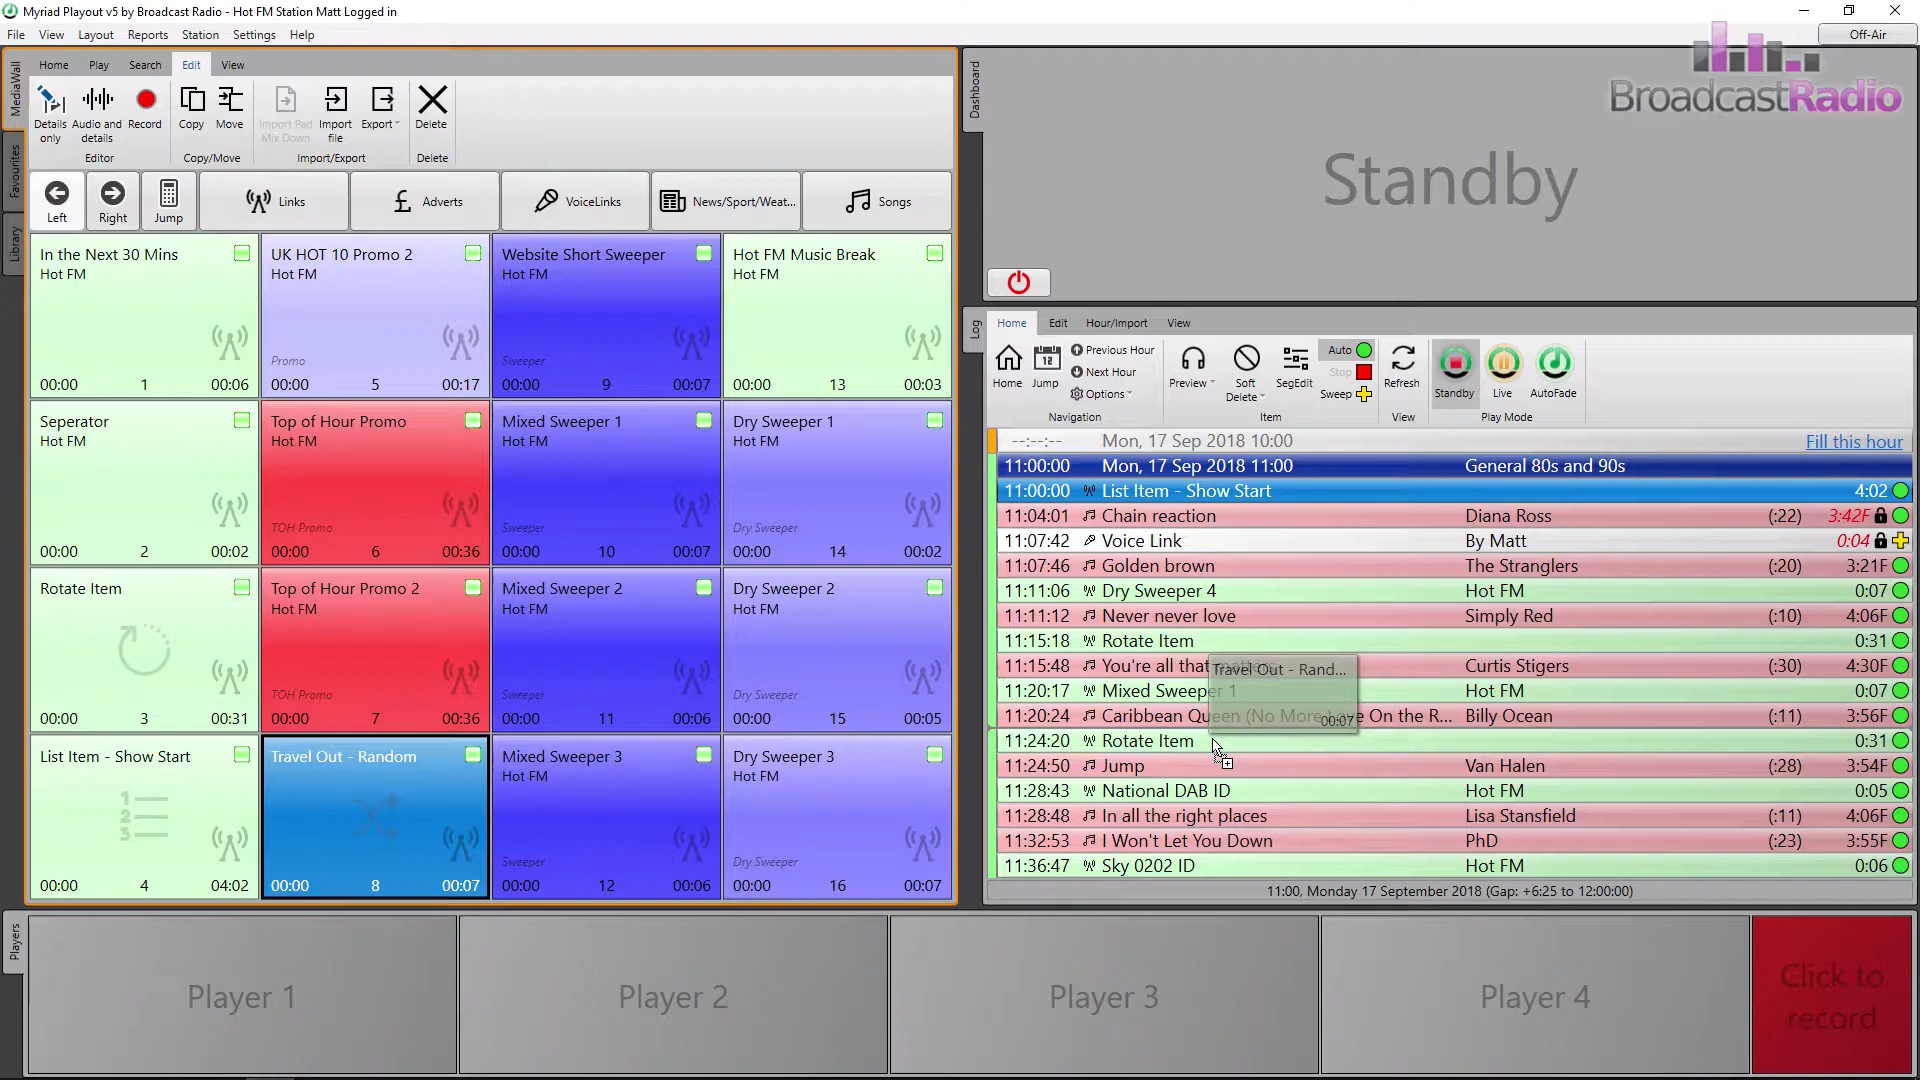 Myriad Playout v5 by Broadcast Radio - Hot FM Station Matt Logged in
File View Layout Reports Station Settings Help
Off-Air
BroadcastRadio
MediaWall
Favourites
Library
Home Play Search Edit View
Details only
Audio and details
Record
Copy
Move
Import Pad Mix Down
Import file
Export
Delete
Editor
Copy/Move
Import/Export
Delete
Left
Right
Jump
Links
£ Adverts
VoiceLinks
News/Sport/Weat...
Songs
In the Next 30 Mins
Hot FM
00:00 1 00:06
UK HOT 10 Promo 2
Hot FM
Promo
00:00 5 00:17
Website Short Sweeper
Hot FM
Sweeper
00:00 9 00:07
Hot FM Music Break
Hot FM
00:00 13 00:03
Seperator
Hot FM
00:00 2 00:02
Top of Hour Promo
Hot FM
TOH Promo
00:00 6 00:36
Mixed Sweeper 1
Hot FM
Sweeper
00:00 10 00:07
Dry Sweeper 1
Hot FM
Dry Sweeper
00:00 14 00:02
Rotate Item
00:00 3 00:31
Top of Hour Promo 2
Hot FM
TOH Promo
00:00 7 00:36
Mixed Sweeper 2
Hot FM
Sweeper
00:00 11 00:06
Dry Sweeper 2
Hot FM
Dry Sweeper
00:00 15 00:05
List Item - Show Start
1
2
3
00:00 4 04:02
Travel Out - Random
00:00 8 00:07
Mixed Sweeper 3
Hot FM
Sweeper
00:00 12 00:06
Dry Sweeper 3
Hot FM
Dry Sweeper
00:00 16 00:07
Dashboard
Standby
Log
Home Edit Hour/Import View
Home
12
Jump
Previous Hour
Next Hour
Options
Preview
Soft Delete
SegEdit
Auto
Stop
Sweep
Refresh
Standby
Live
AutoFade
Navigation
Item
View
Play Mode
--:--:-- Mon, 17 Sep 2018 10:00 Fill this hour
11:00:00 Mon, 17 Sep 2018 11:00 General 80s and 90s
11:00:00 List Item - Show Start 4:02
11:04:01 Chain reaction Diana Ross (:22) 3:42F
11:07:42 Voice Link By Matt 0:04
11:07:46 Golden brown The Stranglers (:20) 3:21F
11:11:06 Dry Sweeper 4 Hot FM 0:07
11:11:12 Never never love Simply Red (:10) 4:06F
11:15:18 Rotate Item 0:31
11:15:48 You're all that matters Curtis Stigers (:30) 4:30F
Travel Out - Rand...
00:07
11:20:17 Mixed Sweeper 1 Hot FM 0:07
11:20:24 Caribbean Queen (No More Love On the R... Billy Ocean (:11) 3:56F
11:24:20 Rotate Item 0:31
11:24:50 Jump Van Halen (:28) 3:54F
11:28:43 National DAB ID Hot FM 0:05
11:28:48 In all the right places Lisa Stansfield (:11) 4:06F
11:32:53 I Won't Let You Down PhD (:23) 3:55F
11:36:47 Sky 0202 ID Hot FM 0:06
11:00, Monday 17 September 2018 (Gap: +6:25 to 12:00:00)
Players
Player 1
Player 2
Player 3
Player 4
Click to
record